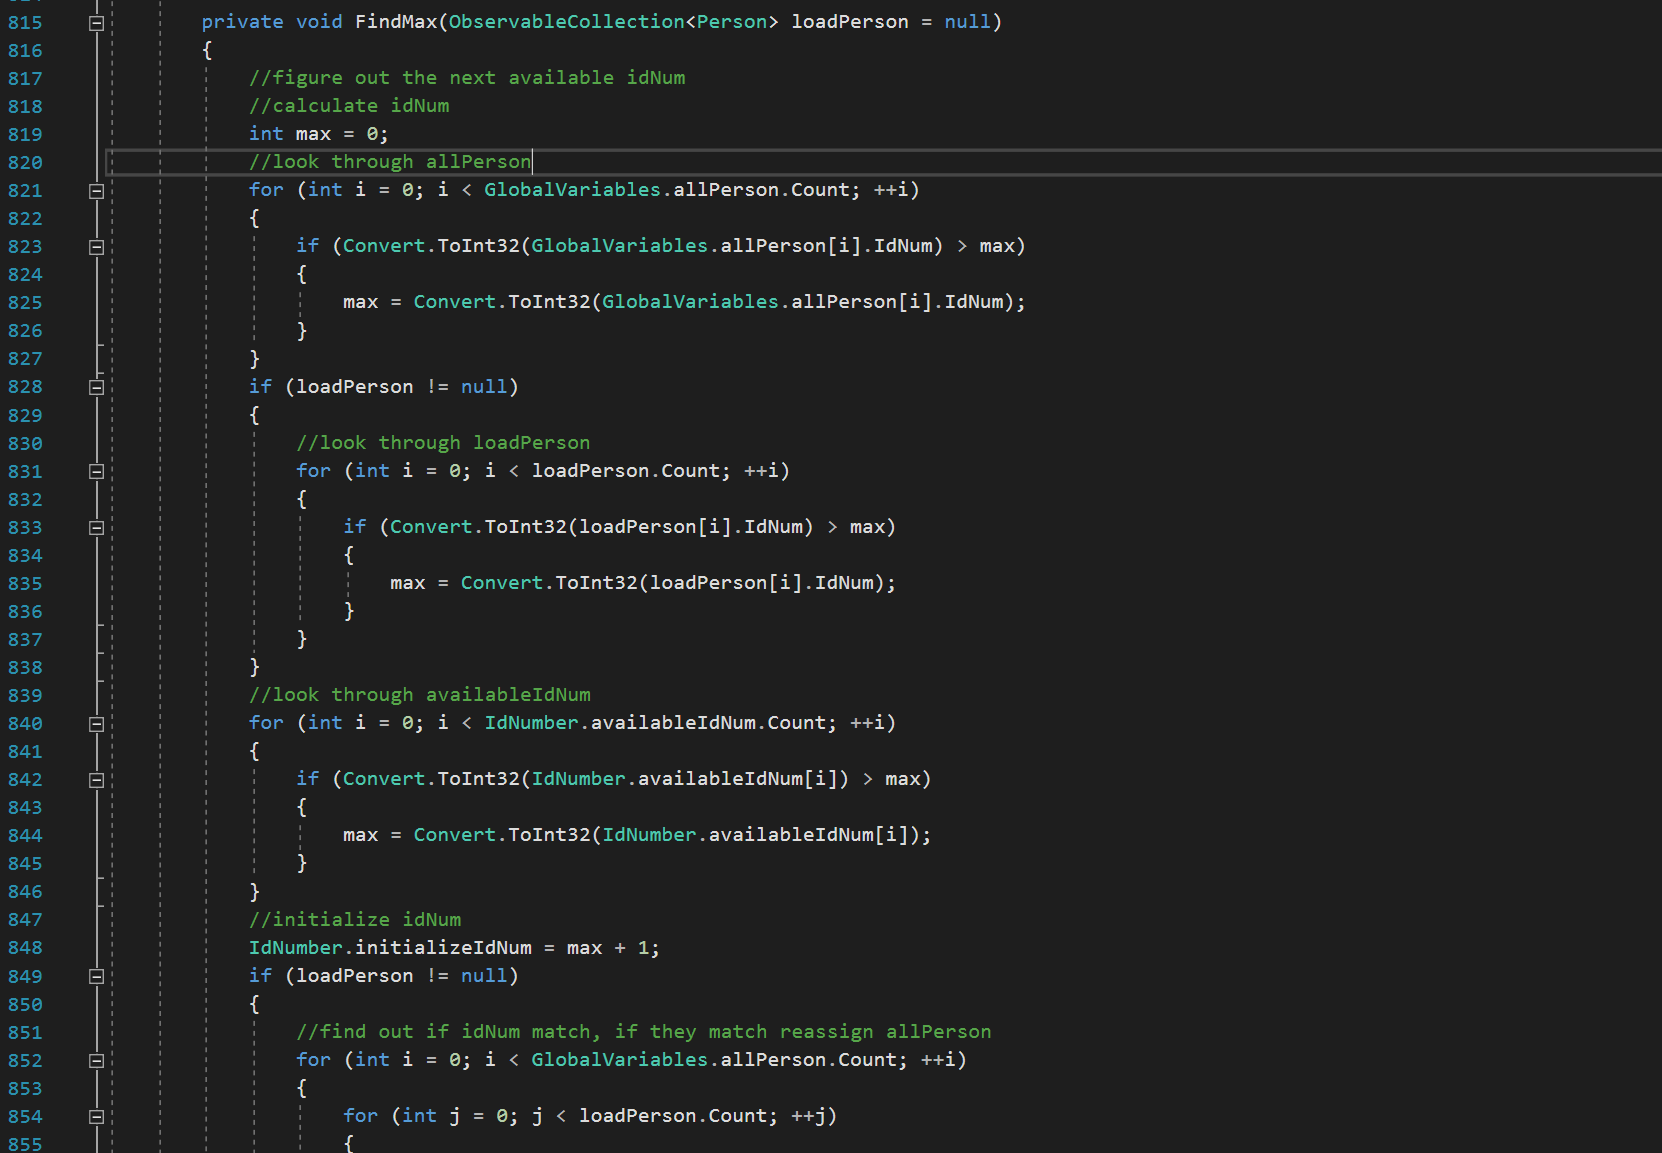 815 private void FindMax(ObservableCollection<Person> loadPerson = null)
816 {
817 //figure out the next available idNum
818 //calculate idNum
819 int max = 0;
820 //look through allPerson
821 for (int i = 0; i < GlobalVariables.allPerson.Count; ++i)
822 {
823 if (Convert.ToInt32(GlobalVariables.allPerson[i].IdNum) > max)
824 {
825 max = Convert.ToInt32(GlobalVariables.allPerson[i].IdNum);
826 }
827 }
828 if (loadPerson != null)
829 {
830 //look through loadPerson
831 for (int i = 0; i < loadPerson.Count; ++i)
832 {
833 if (Convert.ToInt32(loadPerson[i].IdNum) > max)
834 {
835 max = Convert.ToInt32(loadPerson[i].IdNum);
836 }
837 }
838 }
839 //look through availableIdNum
840 for (int i = 0; i < IdNumber.availableIdNum.Count; ++i)
841 {
842 if (Convert.ToInt32(IdNumber.availableIdNum[i]) > max)
843 {
844 max = Convert.ToInt32(IdNumber.availableIdNum[i]);
845 }
846 }
847 //initialize idNum
848 IdNumber.initializeIdNum = max + 1;
849 if (loadPerson != null)
850 {
851 //find out if idNum match, if they match reassign allPerson
852 for (int i = 0; i < GlobalVariables.allPerson.Count; ++i)
853 {
854 for (int j = 0; j < loadPerson.Count; ++j)
855 {